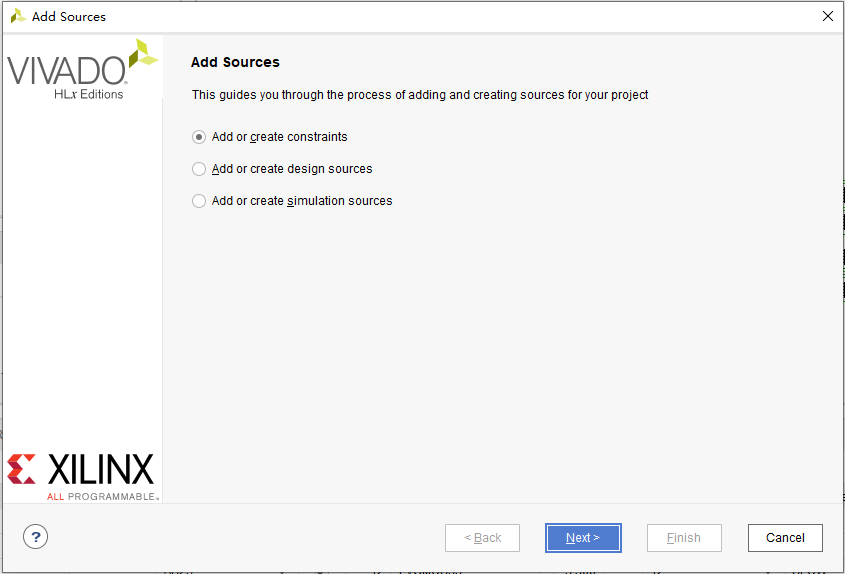 Add Sources
VIVADO
HLx Editions
Add Sources
This guides you through the process of adding and creating sources for your project
Add or create constraints
Add or create design sources
Add or create simulation sources
XILINX
ALL PROGRAMMABLE™
?
< Back
Next >
Finish
Cancel